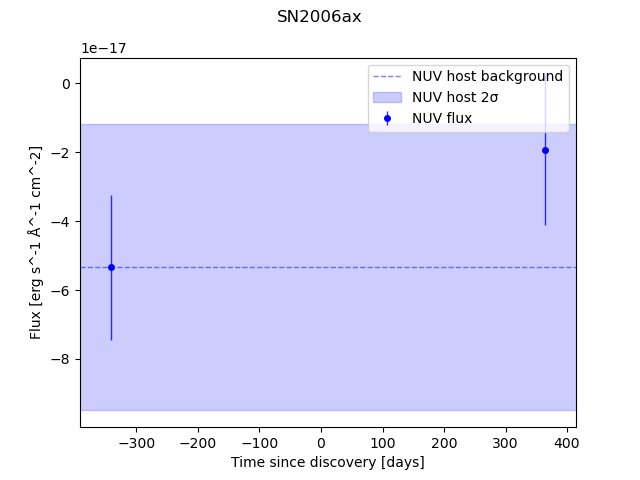 SN2006ax
1e−17
NUV host background
NUV host 2σ
NUV flux
0
−2
−4
−6
−8
Flux [erg s^-1 Å^-1 cm^-2]
−300 −200 −100 0 100 200 300 400
Time since discovery [days]